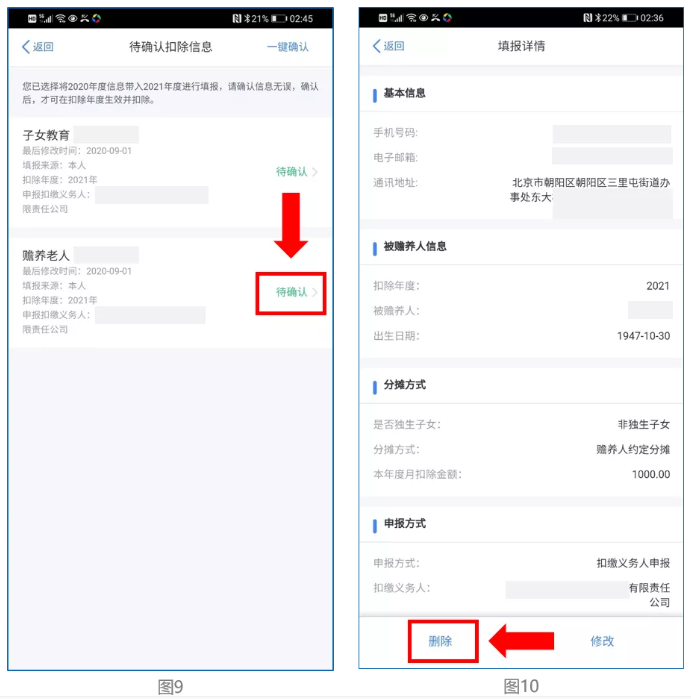 HD 5G 21% 02:45
返回 待确认扣除信息 一键确认
您已选择将2020年度信息带入2021年度进行填报，请确认信息无误，确认
后，才可在扣除年度生效并扣除。
子女教育
最后修改时间：2020-09-01
填报来源：本人
扣除年度：2021年
申报扣缴义务人：
限责任公司
待确认
赡养老人
最后修改时间：2020-09-01
填报来源：本人
扣除年度：2021年
申报扣缴义务人：
限责任公司
待确认
图9
HD 5G 22% 02:36
返回 填报详情
基本信息
手机号码：
电子邮箱：
通讯地址： 北京市朝阳区朝阳区三里屯街道办
事处东大
被赡养人信息
扣除年度： 2021
被赡养人：
出生日期： 1947-10-30
分摊方式
是否独生子女： 非独生子女
分摊方式： 赡养人约定分摊
本年度月扣除金额： 1000.00
申报方式
申报方式： 扣缴义务人申报
扣缴义务人： 有限责任
公司
删除 修改
图10